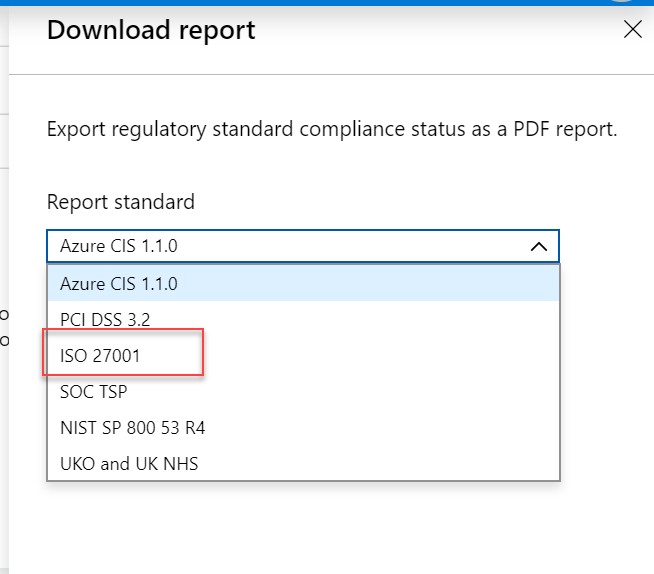 Download report
Export regulatory standard compliance status as a PDF report.
Report standard
Azure CIS 1.1.0
Azure CIS 1.1.0
PCI DSS 3.2
ISO 27001
SOC TSP
NIST SP 800 53 R4
UKO and UK NHS